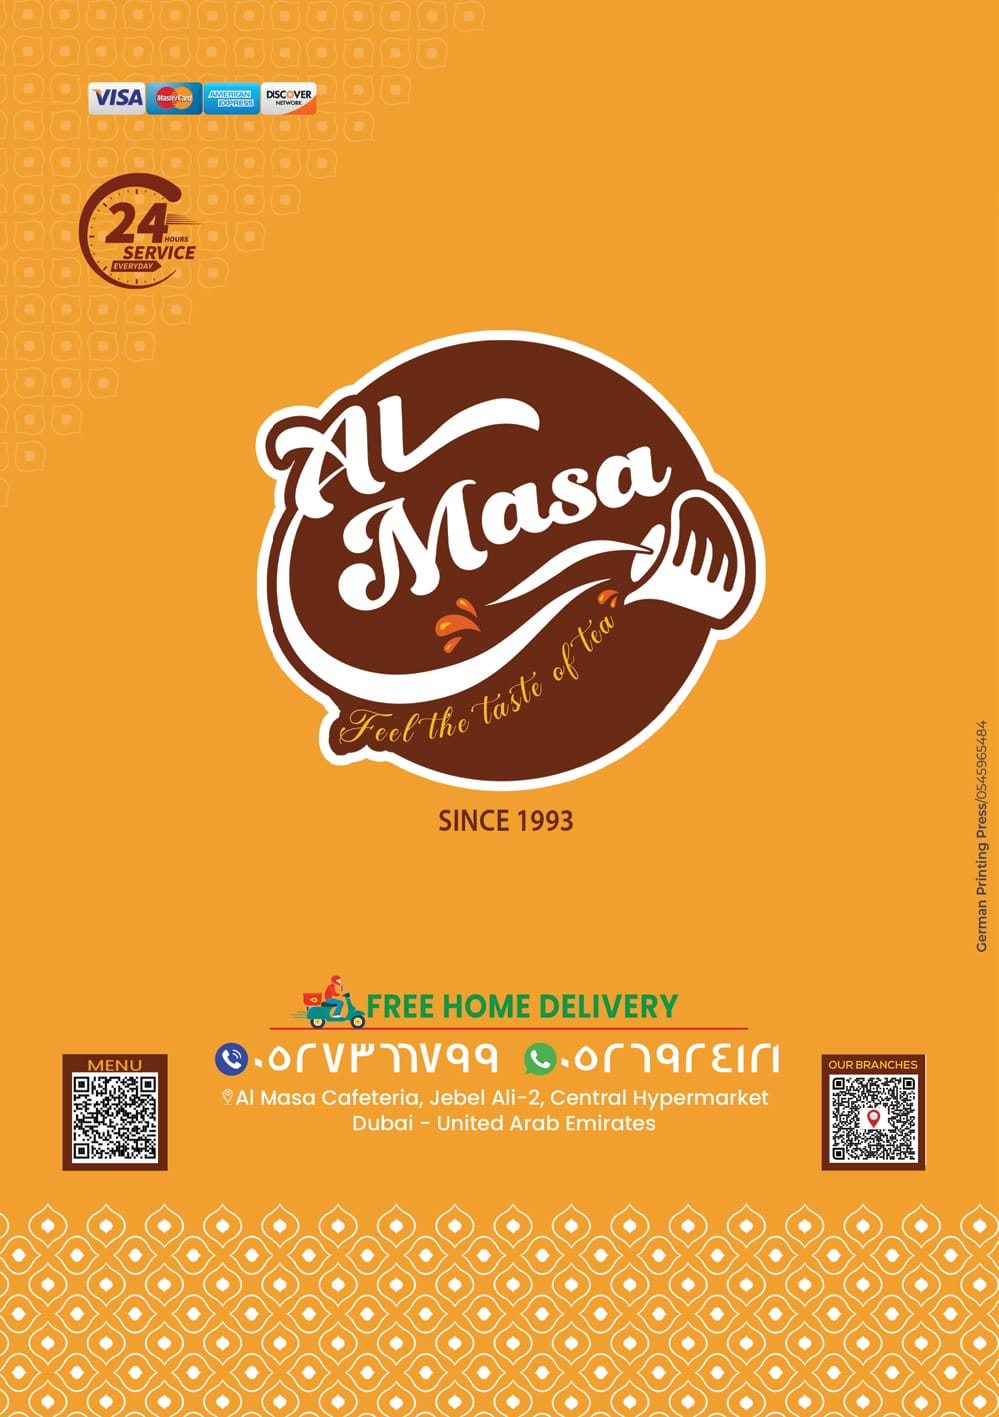 VISA
MasterCard
AMERICAN
EXPRESS
DISCOVER
NETWORK
24
HOURS
SERVICE
EVERYDAY
Al
Masa
Feel the taste of tea
SINCE 1993
German Printing Press/0545965484
FREE HOME DELIVERY
٠٥٢٧٣٦٦٧٩٩ ٠٥٢٦٩٢٤١٢١
Al Masa Cafeteria, Jebel Ali-2, Central Hypermarket
Dubai - United Arab Emirates
MENU
OUR BRANCHES